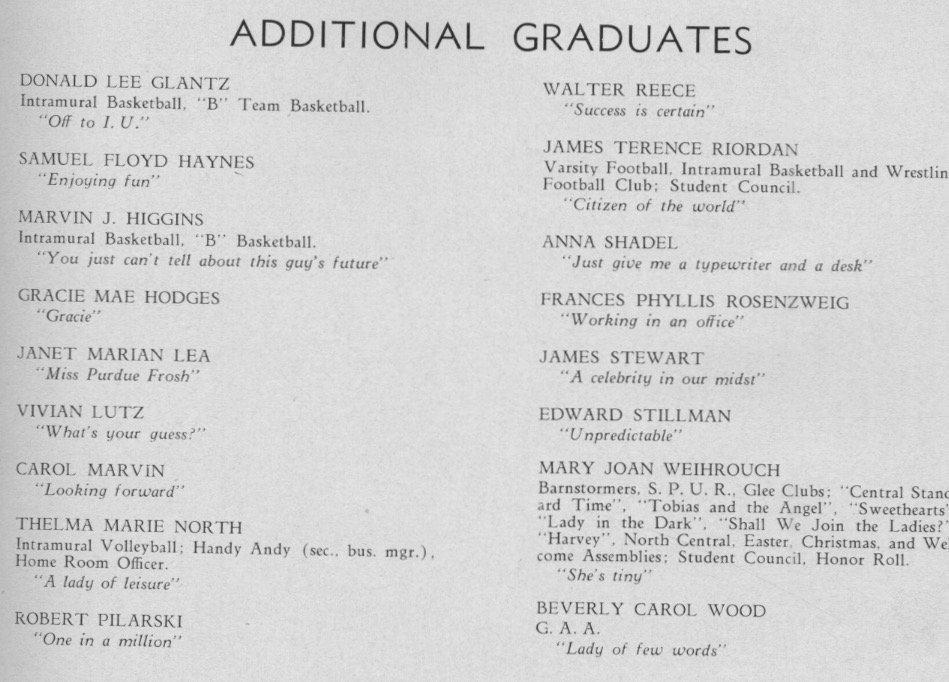 ADDITIONAL GRADUATES
DONALD LEE GLANTZ
Intramural Basketball, "B" Team Basketball.
"Off to I. U."
SAMUEL FLOYD HAYNES
"Enjoying fun"
MARVIN J. HIGGINS
Intramural Basketball, "B" Basketball.
"You just can't tell about this guy's future"
GRACIE MAE HODGES
"Gracie"
JANET MARIAN LEA
"Miss Purdue Frosh"
VIVIAN LUTZ
"What's your guess?"
CAROL MARVIN
"Looking forward"
THELMA MARIE NORTH
Intramural Volleyball; Handy Andy (sec., bus. mgr.),
Home Room Officer.
"A lady of leisure"
ROBERT PILARSKI
"One in a million"
WALTER REECE
"Success is certain"
JAMES TERENCE RIORDAN
Varsity Football, Intramural Basketball and Wrestlin
Football Club; Student Council.
"Citizen of the world"
ANNA SHADEL
"Just give me a typewriter and a desk"
FRANCES PHYLLIS ROSENZWEIG
"Working in an office"
JAMES STEWART
"A celebrity in our midst"
EDWARD STILLMAN
"Unpredictable"
MARY JOAN WEIHROUCH
Barnstormers, S. P. U. R., Glee Clubs; "Central Stand
ard Time", "Tobias and the Angel", "Sweethearts"
"Lady in the Dark", "Shall We Join the Ladies?"
"Harvey", North Central, Easter, Christmas, and We
come Assemblies; Student Council, Honor Roll.
"She's tiny"
BEVERLY CAROL WOOD
G. A. A.
"Lady of few words"